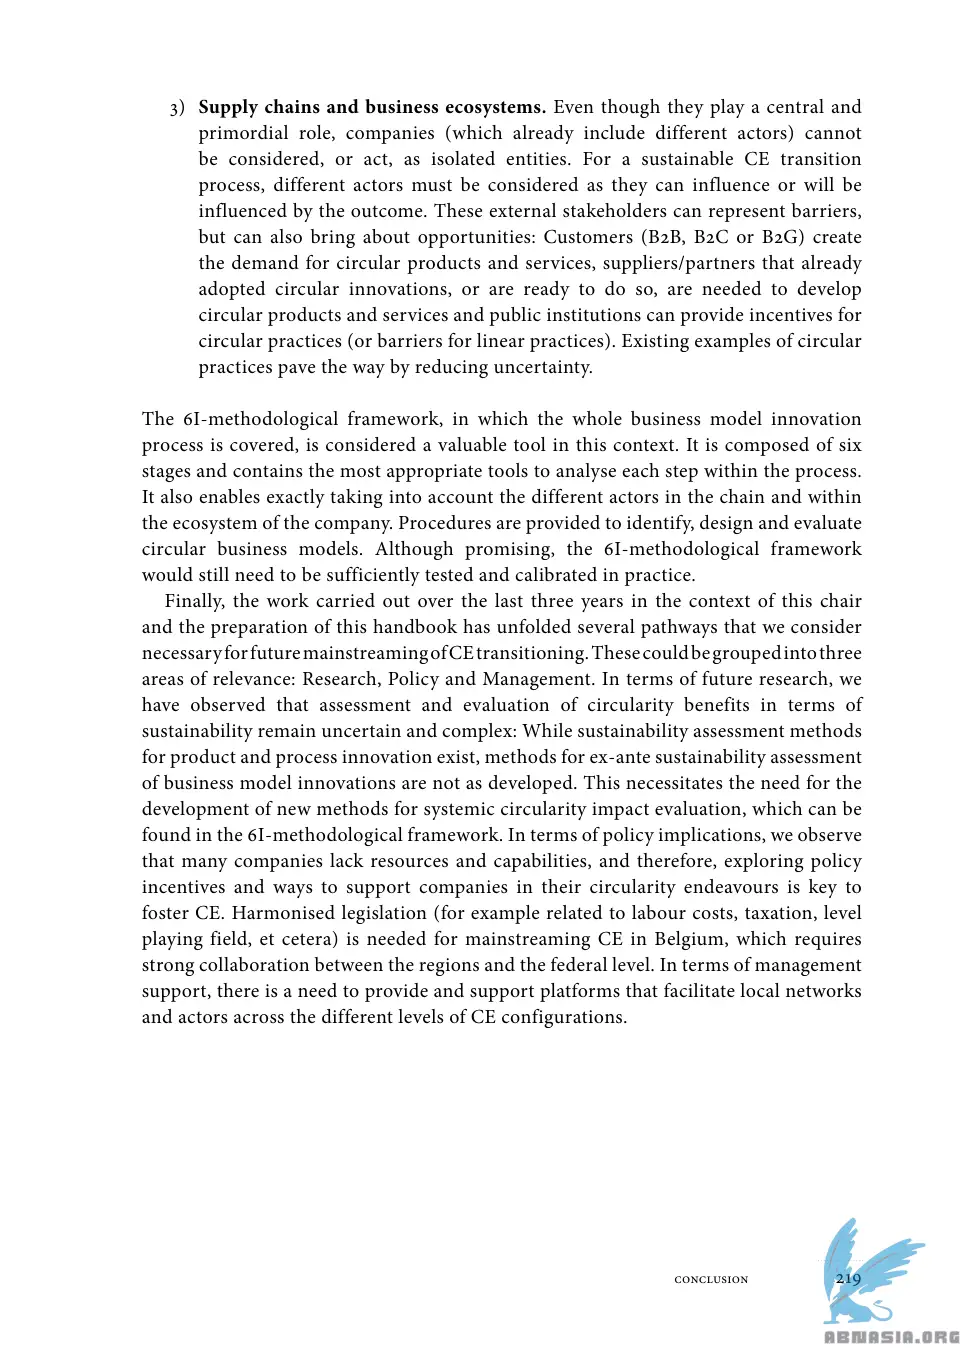 3) Supply chains and business ecosystems. Even though they play a central and
primordial role, companies (which already include different actors) cannot
be considered, or act, as isolated entities. For a sustainable CE transition
process, different actors must be considered as they can influence or will be
influenced by the outcome. These external stakeholders can represent barriers,
but can also bring about opportunities: Customers (B2B, B2C or B2G) create
the demand for circular products and services, suppliers/partners that already
adopted circular innovations, or are ready to do so, are needed to develop
circular products and services and public institutions can provide incentives for
circular practices (or barriers for linear practices). Existing examples of circular
practices pave the way by reducing uncertainty.
The 6I-methodological framework, in which the whole business model innovation
process is covered, is considered a valuable tool in this context. It is composed of six
stages and contains the most appropriate tools to analyse each step within the process.
It also enables exactly taking into account the different actors in the chain and within
the ecosystem of the company. Procedures are provided to identify, design and evaluate
circular business models. Although promising, the 6I-methodological framework
would still need to be sufficiently tested and calibrated in practice.
Finally, the work carried out over the last three years in the context of this chair
and the preparation of this handbook has unfolded several pathways that we consider
necessary for future mainstreaming of CE transitioning. These could be grouped into three
areas of relevance: Research, Policy and Management. In terms of future research, we
have observed that assessment and evaluation of circularity benefits in terms of
sustainability remain uncertain and complex: While sustainability assessment methods
for product and process innovation exist, methods for ex-ante sustainability assessment
of business model innovations are not as developed. This necessitates the need for the
development of new methods for systemic circularity impact evaluation, which can be
found in the 6I-methodological framework. In terms of policy implications, we observe
that many companies lack resources and capabilities, and therefore, exploring policy
incentives and ways to support companies in their circularity endeavours is key to
foster CE. Harmonised legislation (for example related to labour costs, taxation, level
playing field, et cetera) is needed for mainstreaming CE in Belgium, which requires
strong collaboration between the regions and the federal level. In terms of management
support, there is a need to provide and support platforms that facilitate local networks
and actors across the different levels of CE configurations.
CONCLUSION 219
ABNASIA.ORG